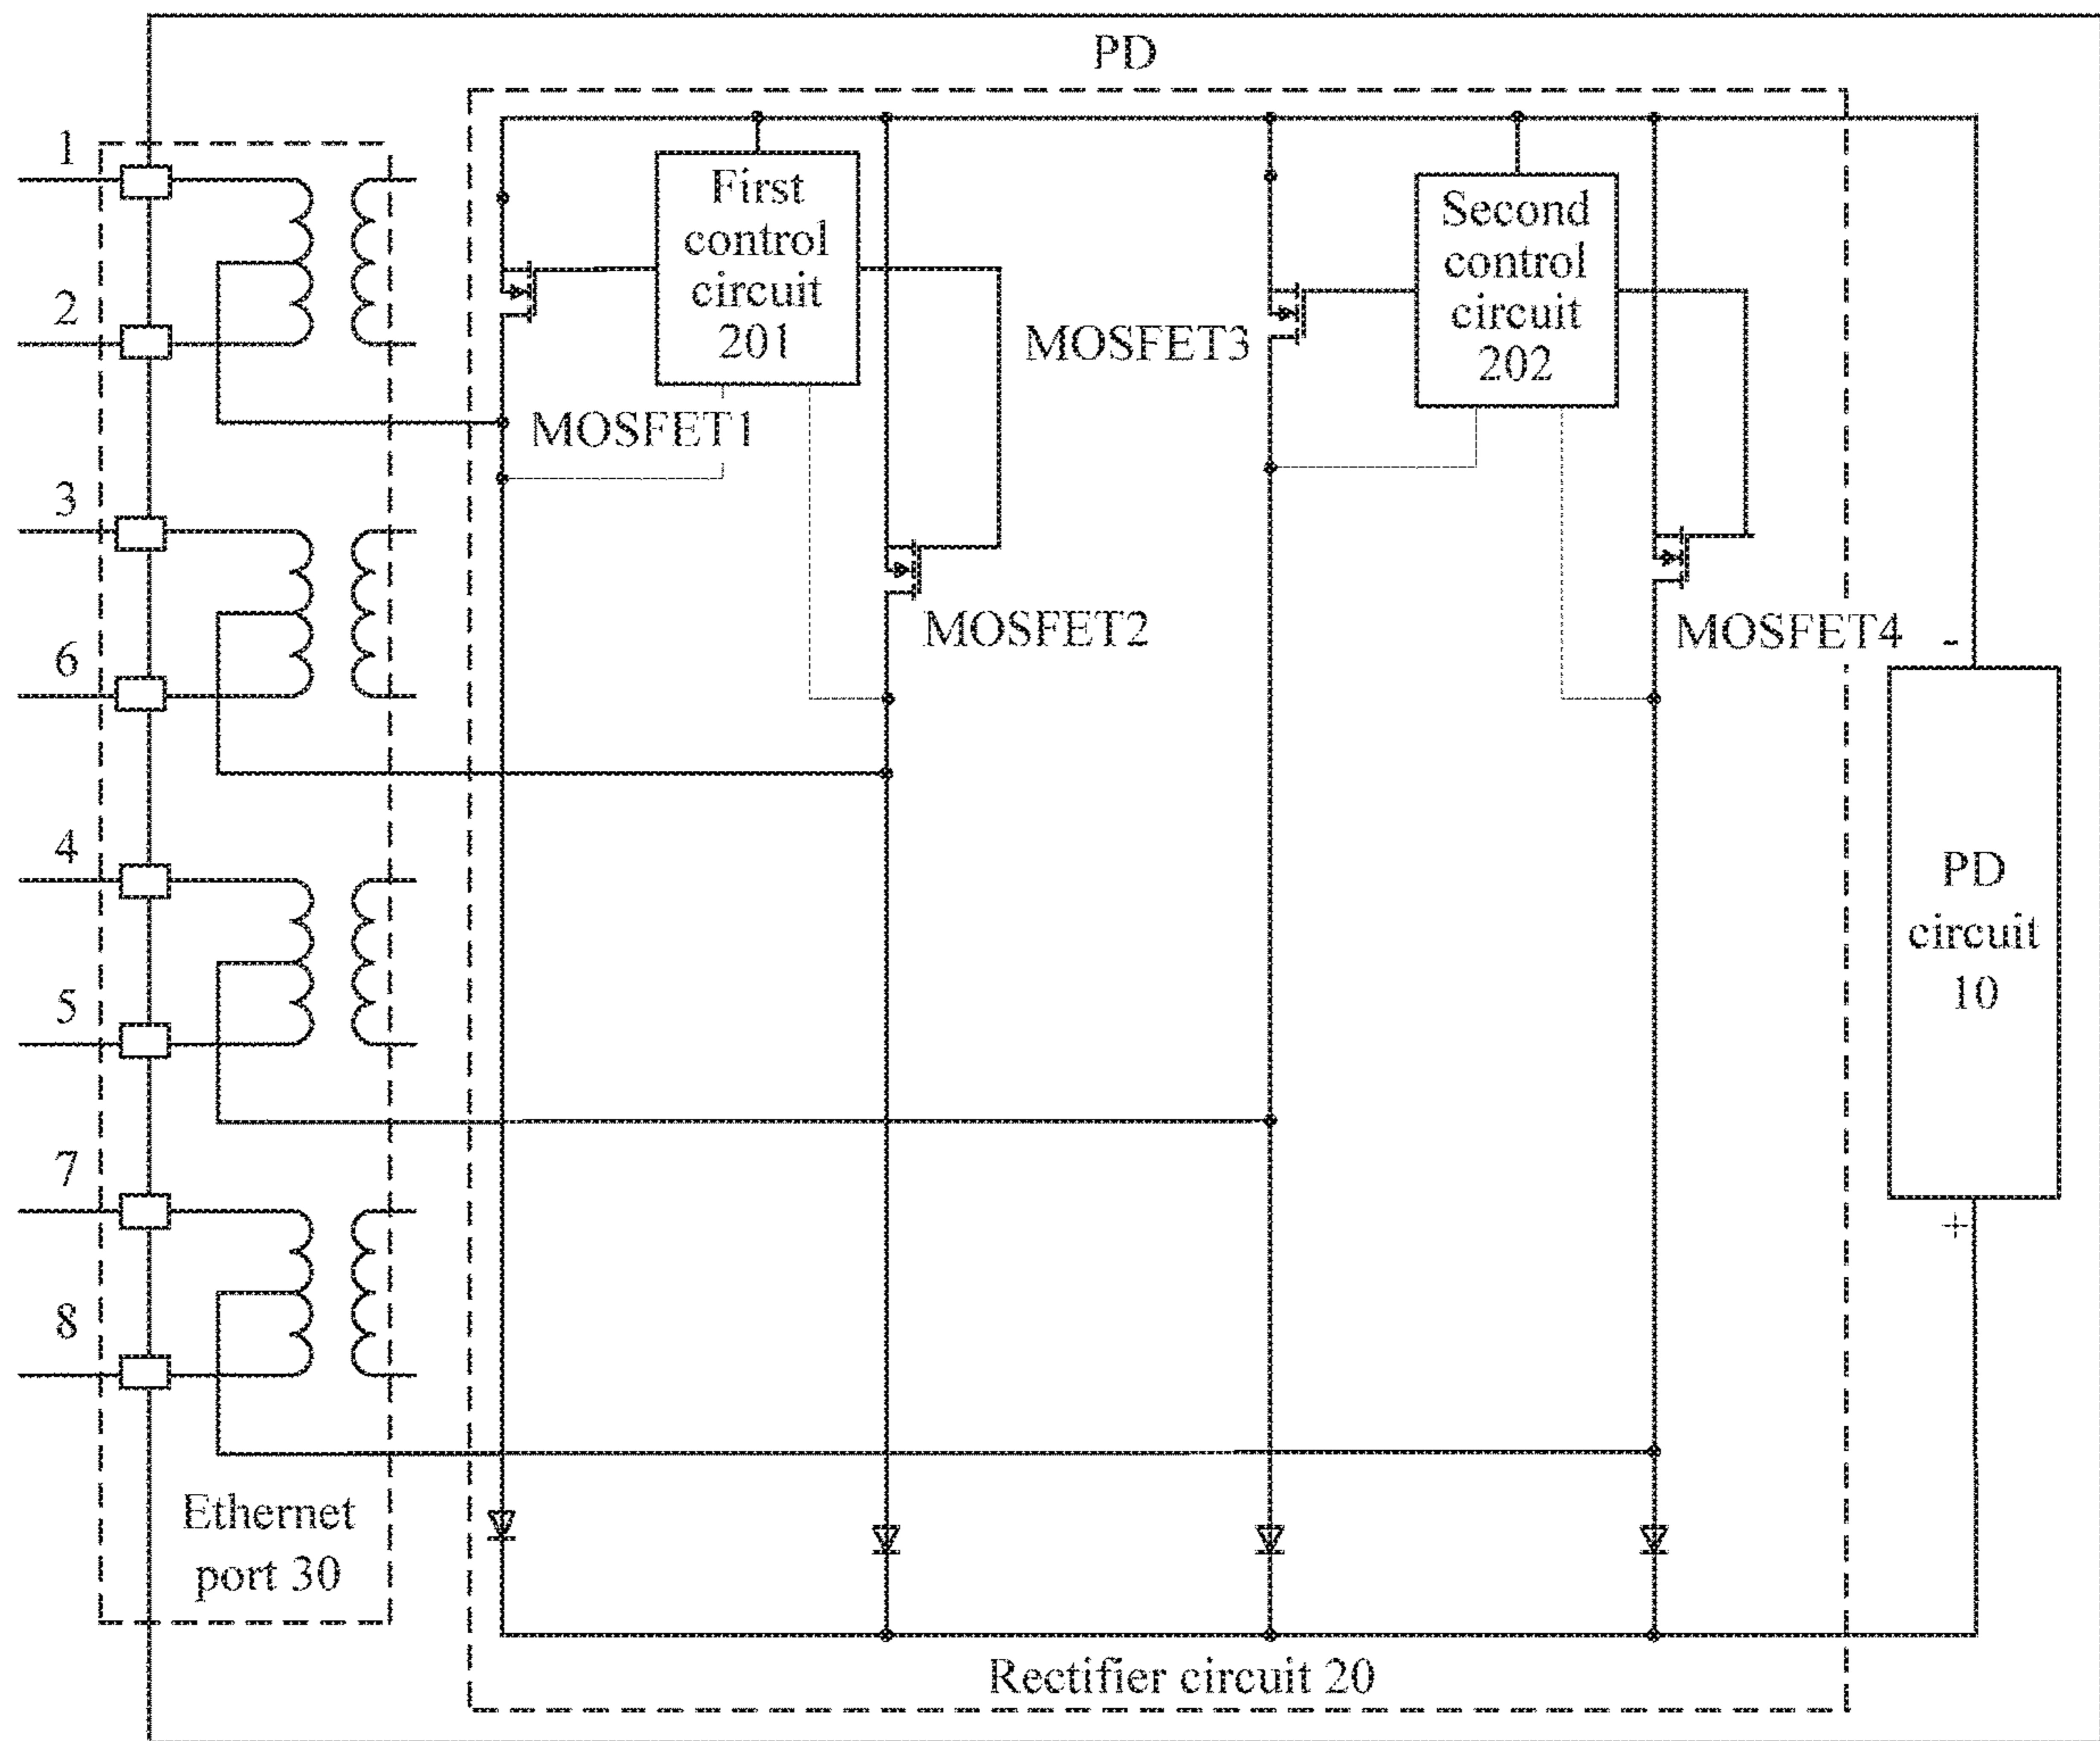 PD
1
2
3
6
4
5
7
8
First
control
circuit
201
Second
control
circuit
202
MOSFET1
MOSFET3
MOSFET2
MOSFET4
-
PD
circuit
10
+
Ethernet
port 30
Rectifier circuit 20